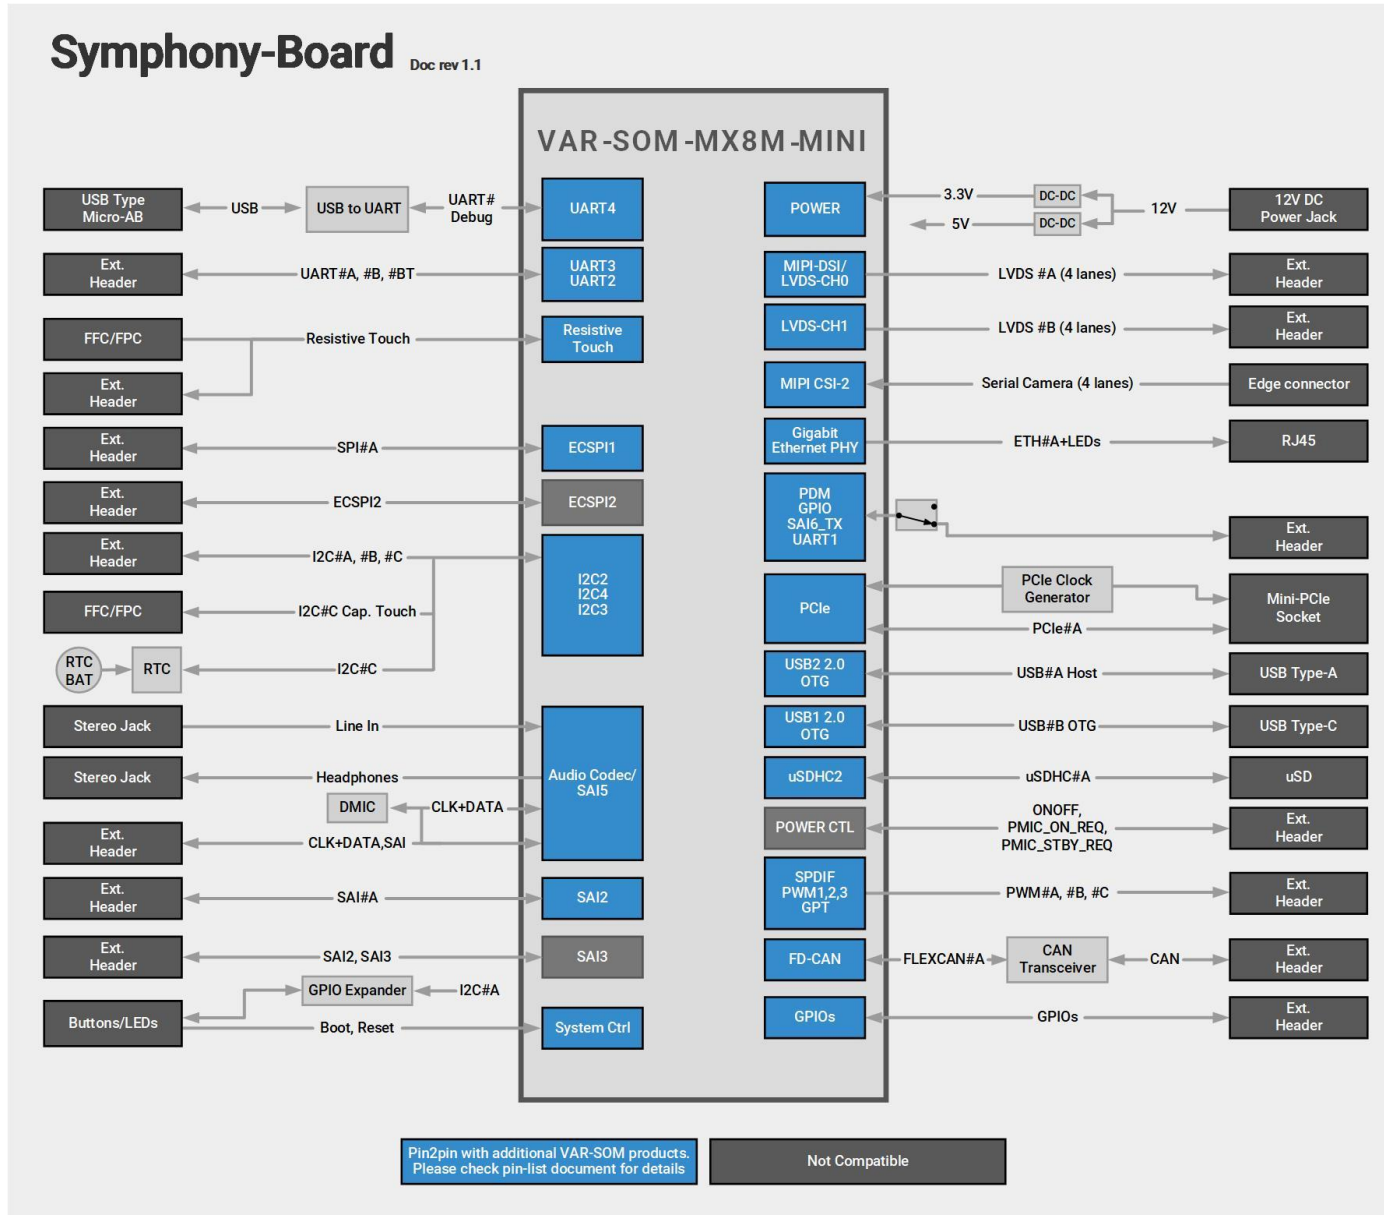 Symphony-Board Doc rev 1.1
VAR-SOM-MX8M-MINI
USB Type
Micro-AB
USB
USB to UART
UART#
Debug
UART4
Ext.
Header
UART#A, #B, #BT
UART3
UART2
FFC/FPC
Resistive Touch
Resistive
Touch
Ext.
Header
Ext.
Header
SPI#A
ECSPI1
Ext.
Header
ECSPI2
ECSPI2
Ext.
Header
I2C#A, #B, #C
I2C2
I2C4
I2C3
FFC/FPC
I2C#C Cap. Touch
RTC
BAT
RTC
I2C#C
Stereo Jack
Line In
Audio Codec/
SAI5
Stereo Jack
Headphones
DMIC
CLK+DATA
Ext.
Header
CLK+DATA,SAI
Ext.
Header
SAI#A
SAI2
Ext.
Header
SAI2, SAI3
SAI3
GPIO Expander
I2C#A
Buttons/LEDs
Boot, Reset
System Ctrl
POWER
3.3V
DC-DC
5V
DC-DC
12V
12V DC
Power Jack
MIPI-DSI/
LVDS-CH0
LVDS #A (4 lanes)
Ext.
Header
LVDS-CH1
LVDS #B (4 lanes)
Ext.
Header
MIPI CSI-2
Serial Camera (4 lanes)
Edge connector
Gigabit
Ethernet PHY
ETH#A+LEDs
RJ45
PDM
GPIO
SAI6_TX
UART1
Ext.
Header
PCIe
PCIe Clock
Generator
PCIe#A
Mini-PCIe
Socket
USB2 2.0
OTG
USB#A Host
USB Type-A
USB1 2.0
OTG
USB#B OTG
USB Type-C
uSDHC2
uSDHC#A
uSD
POWER CTL
ONOFF,
PMIC_ON_REQ,
PMIC_STBY_REQ
Ext.
Header
SPDIF
PWM1,2,3
GPT
PWM#A, #B, #C
Ext.
Header
FD-CAN
FLEXCAN#A
CAN
Transceiver
CAN
Ext.
Header
GPIOs
GPIOs
Ext.
Header
Pin2pin with additional VAR-SOM products.
Please check pin-list document for details
Not Compatible